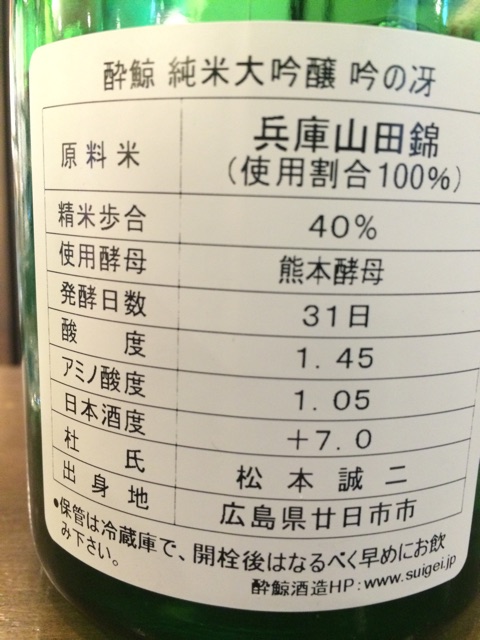 酔鯨 純米大吟醸 吟の冴
原料米 兵庫山田錦
(使用割合100%)
精米歩合 40%
使用酵母 熊本酵母
発酵日数 31日
酸 度 1.45
アミノ酸度 1.05
日本酒度 +7.0
杜 氏 松本誠二
出身地 広島県廿日市市
●保管は冷蔵庫で、開栓後はなるべく早めにお飲
み下さい。
酔鯨酒造HP:www.suigei.jp